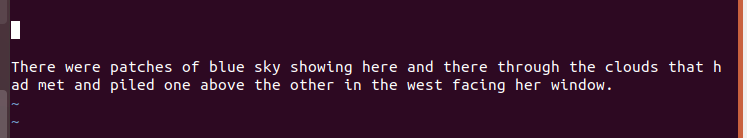 There were patches of blue sky showing here and there through the clouds that h
ad met and piled one above the other in the west facing her window.
~
~